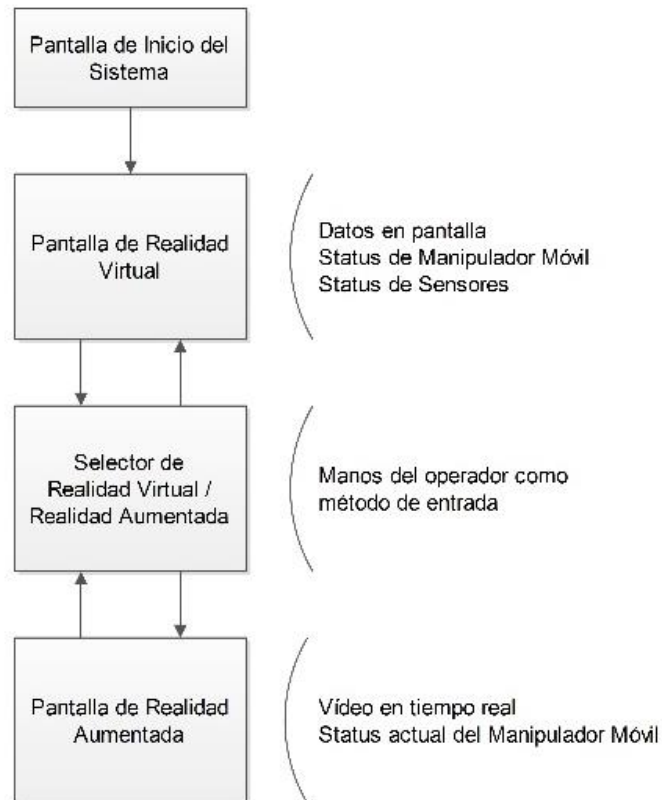 Pantalla de Inicio del
Sistema
Pantalla de Realidad
Virtual
Datos en pantalla
Status de Manipulador Móvil
Status de Sensores
Selector de
Realidad Virtual /
Realidad Aumentada
Manos del operador como
método de entrada
Pantalla de Realidad
Aumentada
Vídeo en tiempo real
Status actual del Manipulador Móvil